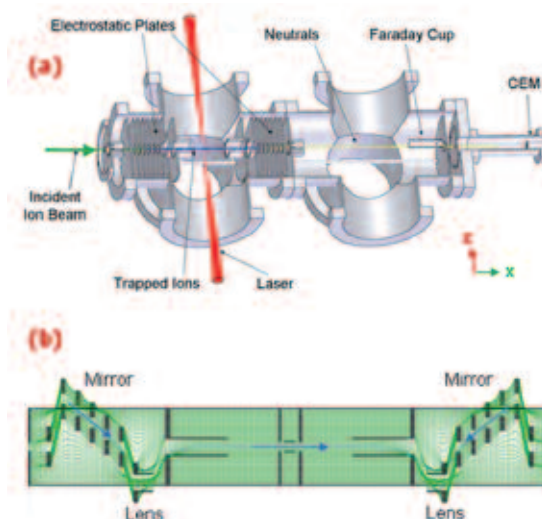 Electrostatic Plates
Neutrals
Faraday Cup
(a)
CEM
Incident
Ion Beam
Trapped Ions
Laser
z
x
(b)
Mirror
Mirror
Lens
Lens